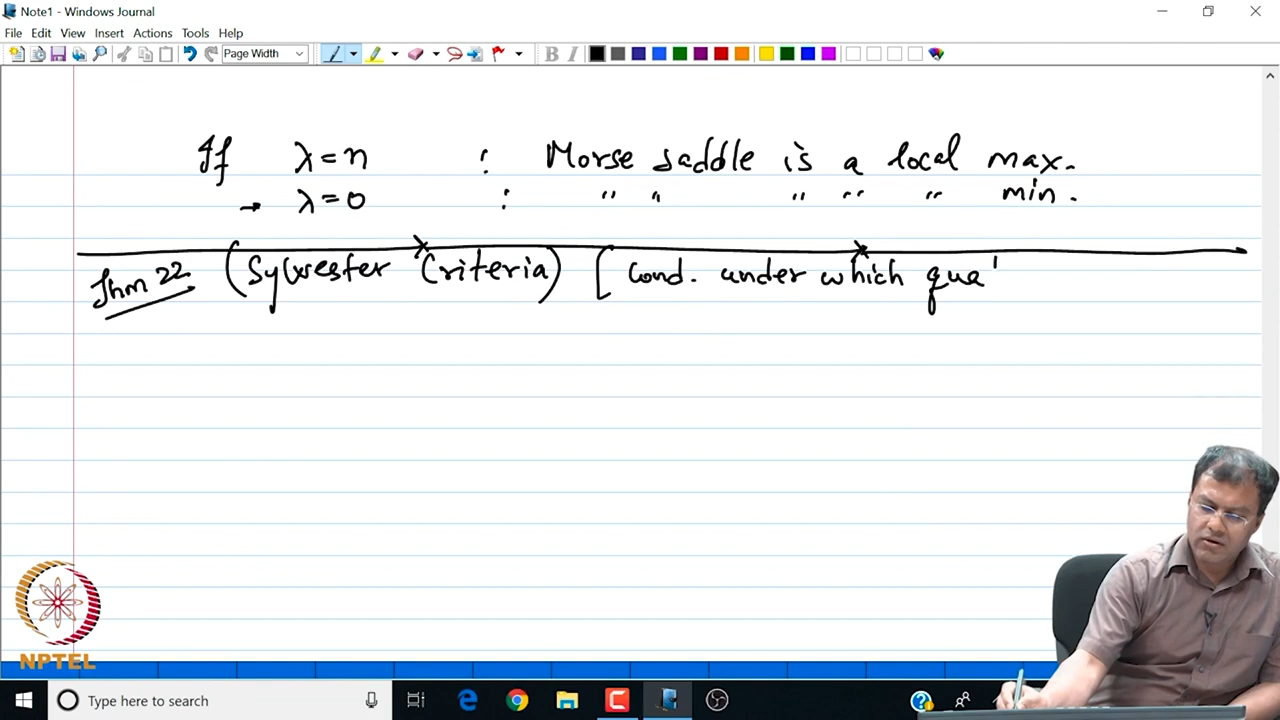 Note1 - Windows Journal
File Edit View Insert Actions Tools Help
Page Width
B I
If λ=n : Morse saddle is a local max.
→ λ=0 : " " " " " min.
Thm 22 (Sylvester Criteria) [Cond. under which qua
NPTEL
Type here to search